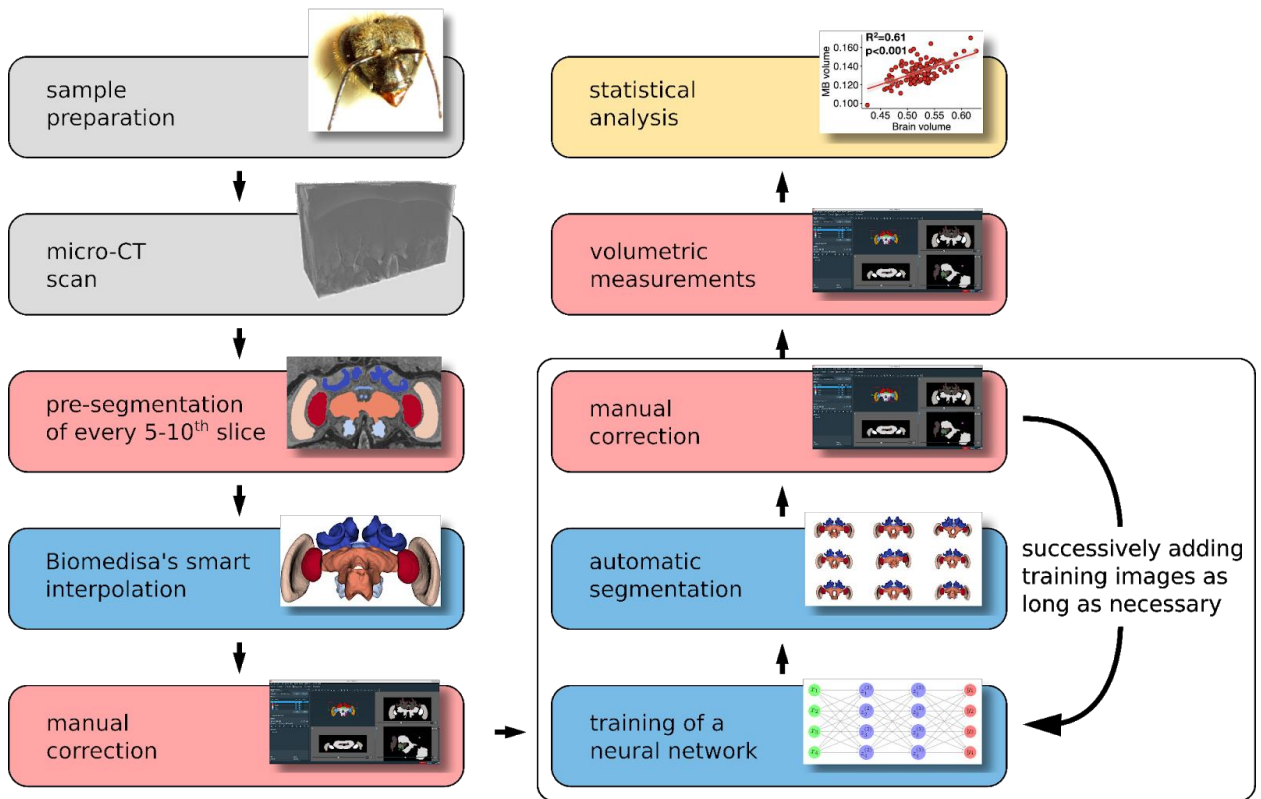 sample
preparation
micro-CT
scan
pre-segmentation
of every 5-10th slice
Biomedisa's smart
interpolation
manual
correction
statistical
analysis
R²=0.61
p<0.001
MB volume
0.160
0.140
0.120
0.100
0.45 0.50 0.55 0.60
Brain volume
volumetric
measurements
manual
correction
automatic
segmentation
training of a
neural network
successively adding
training images as
long as necessary